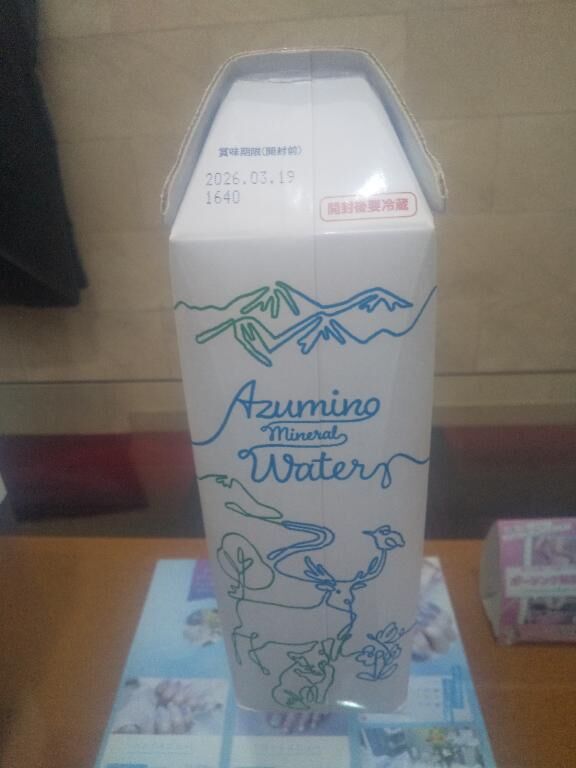 賞味期限(開封前)
2026.03.19
1640
開封後要冷蔵
Azumino
Mineral
Water